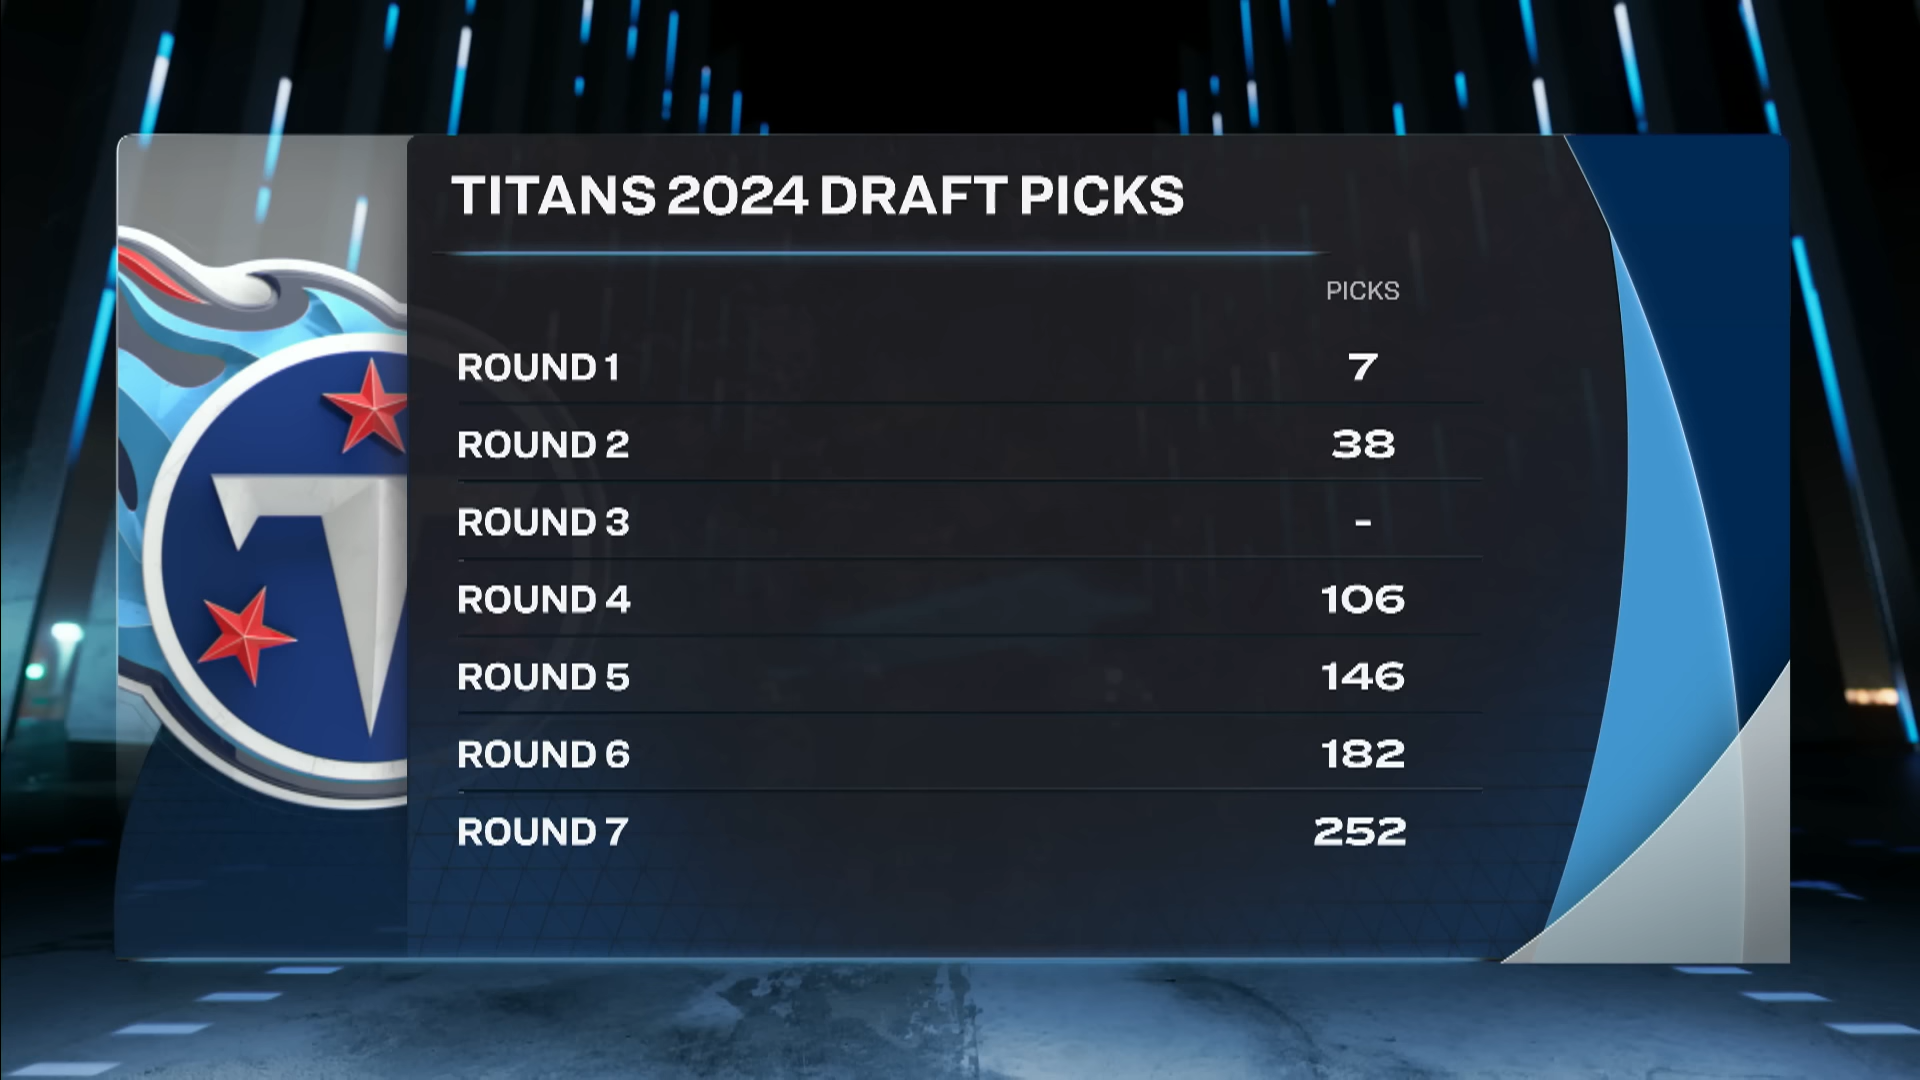 TITANS 2024 DRAFT PICKS
PICKS
ROUND 1 7
ROUND 2 38
ROUND 3 -
ROUND 4 106
ROUND 5 146
ROUND 6 182
ROUND 7 252